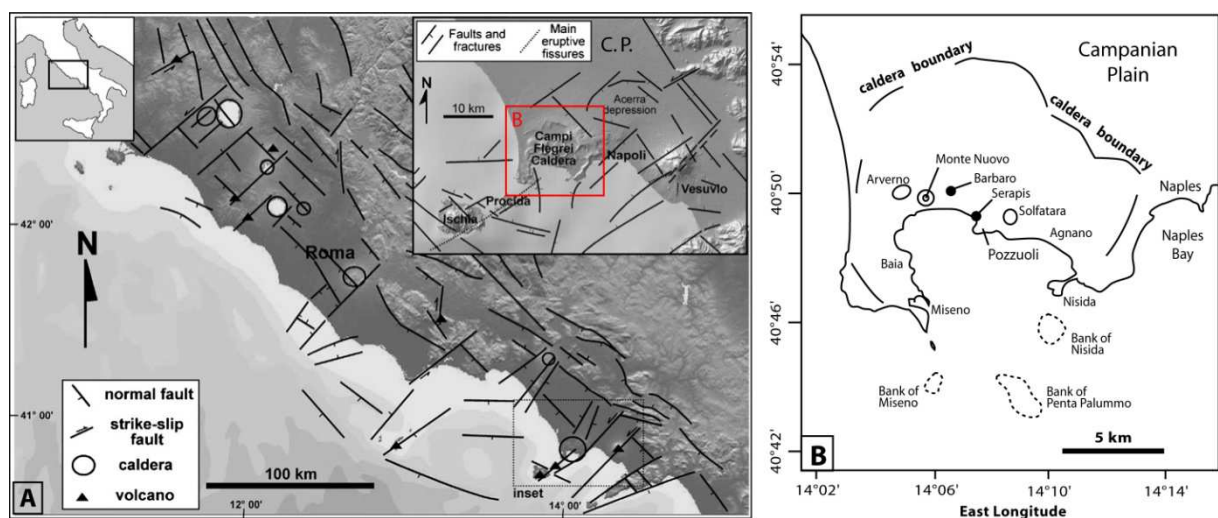 Faults and
fractures
Main
eruptive
fissures
C.P.
N
10 km
Acerra
depression
B
Campi
Flegrei
Caldera
Napoli
Vesuvio
Procida
Ischia
42° 00'
N
Roma
normal fault
strike-slip
fault
caldera
volcano
41° 00'
100 km
inset
A
12° 00'
14° 00'
40°54'
40°50'
40°46'
40°42'
Campanian
Plain
caldera boundary
caldera boundary
Monte Nuovo
Arverno
Barbaro
Serapis
Solfatara
Agnano
Pozzuoli
Baia
Miseno
Nisida
Naples
Naples
Bay
Bank of
Nisida
Bank of
Miseno
Bank of
Penta Palummo
5 km
B
14°02'
14°06'
14°10'
14°14'
East Longitude